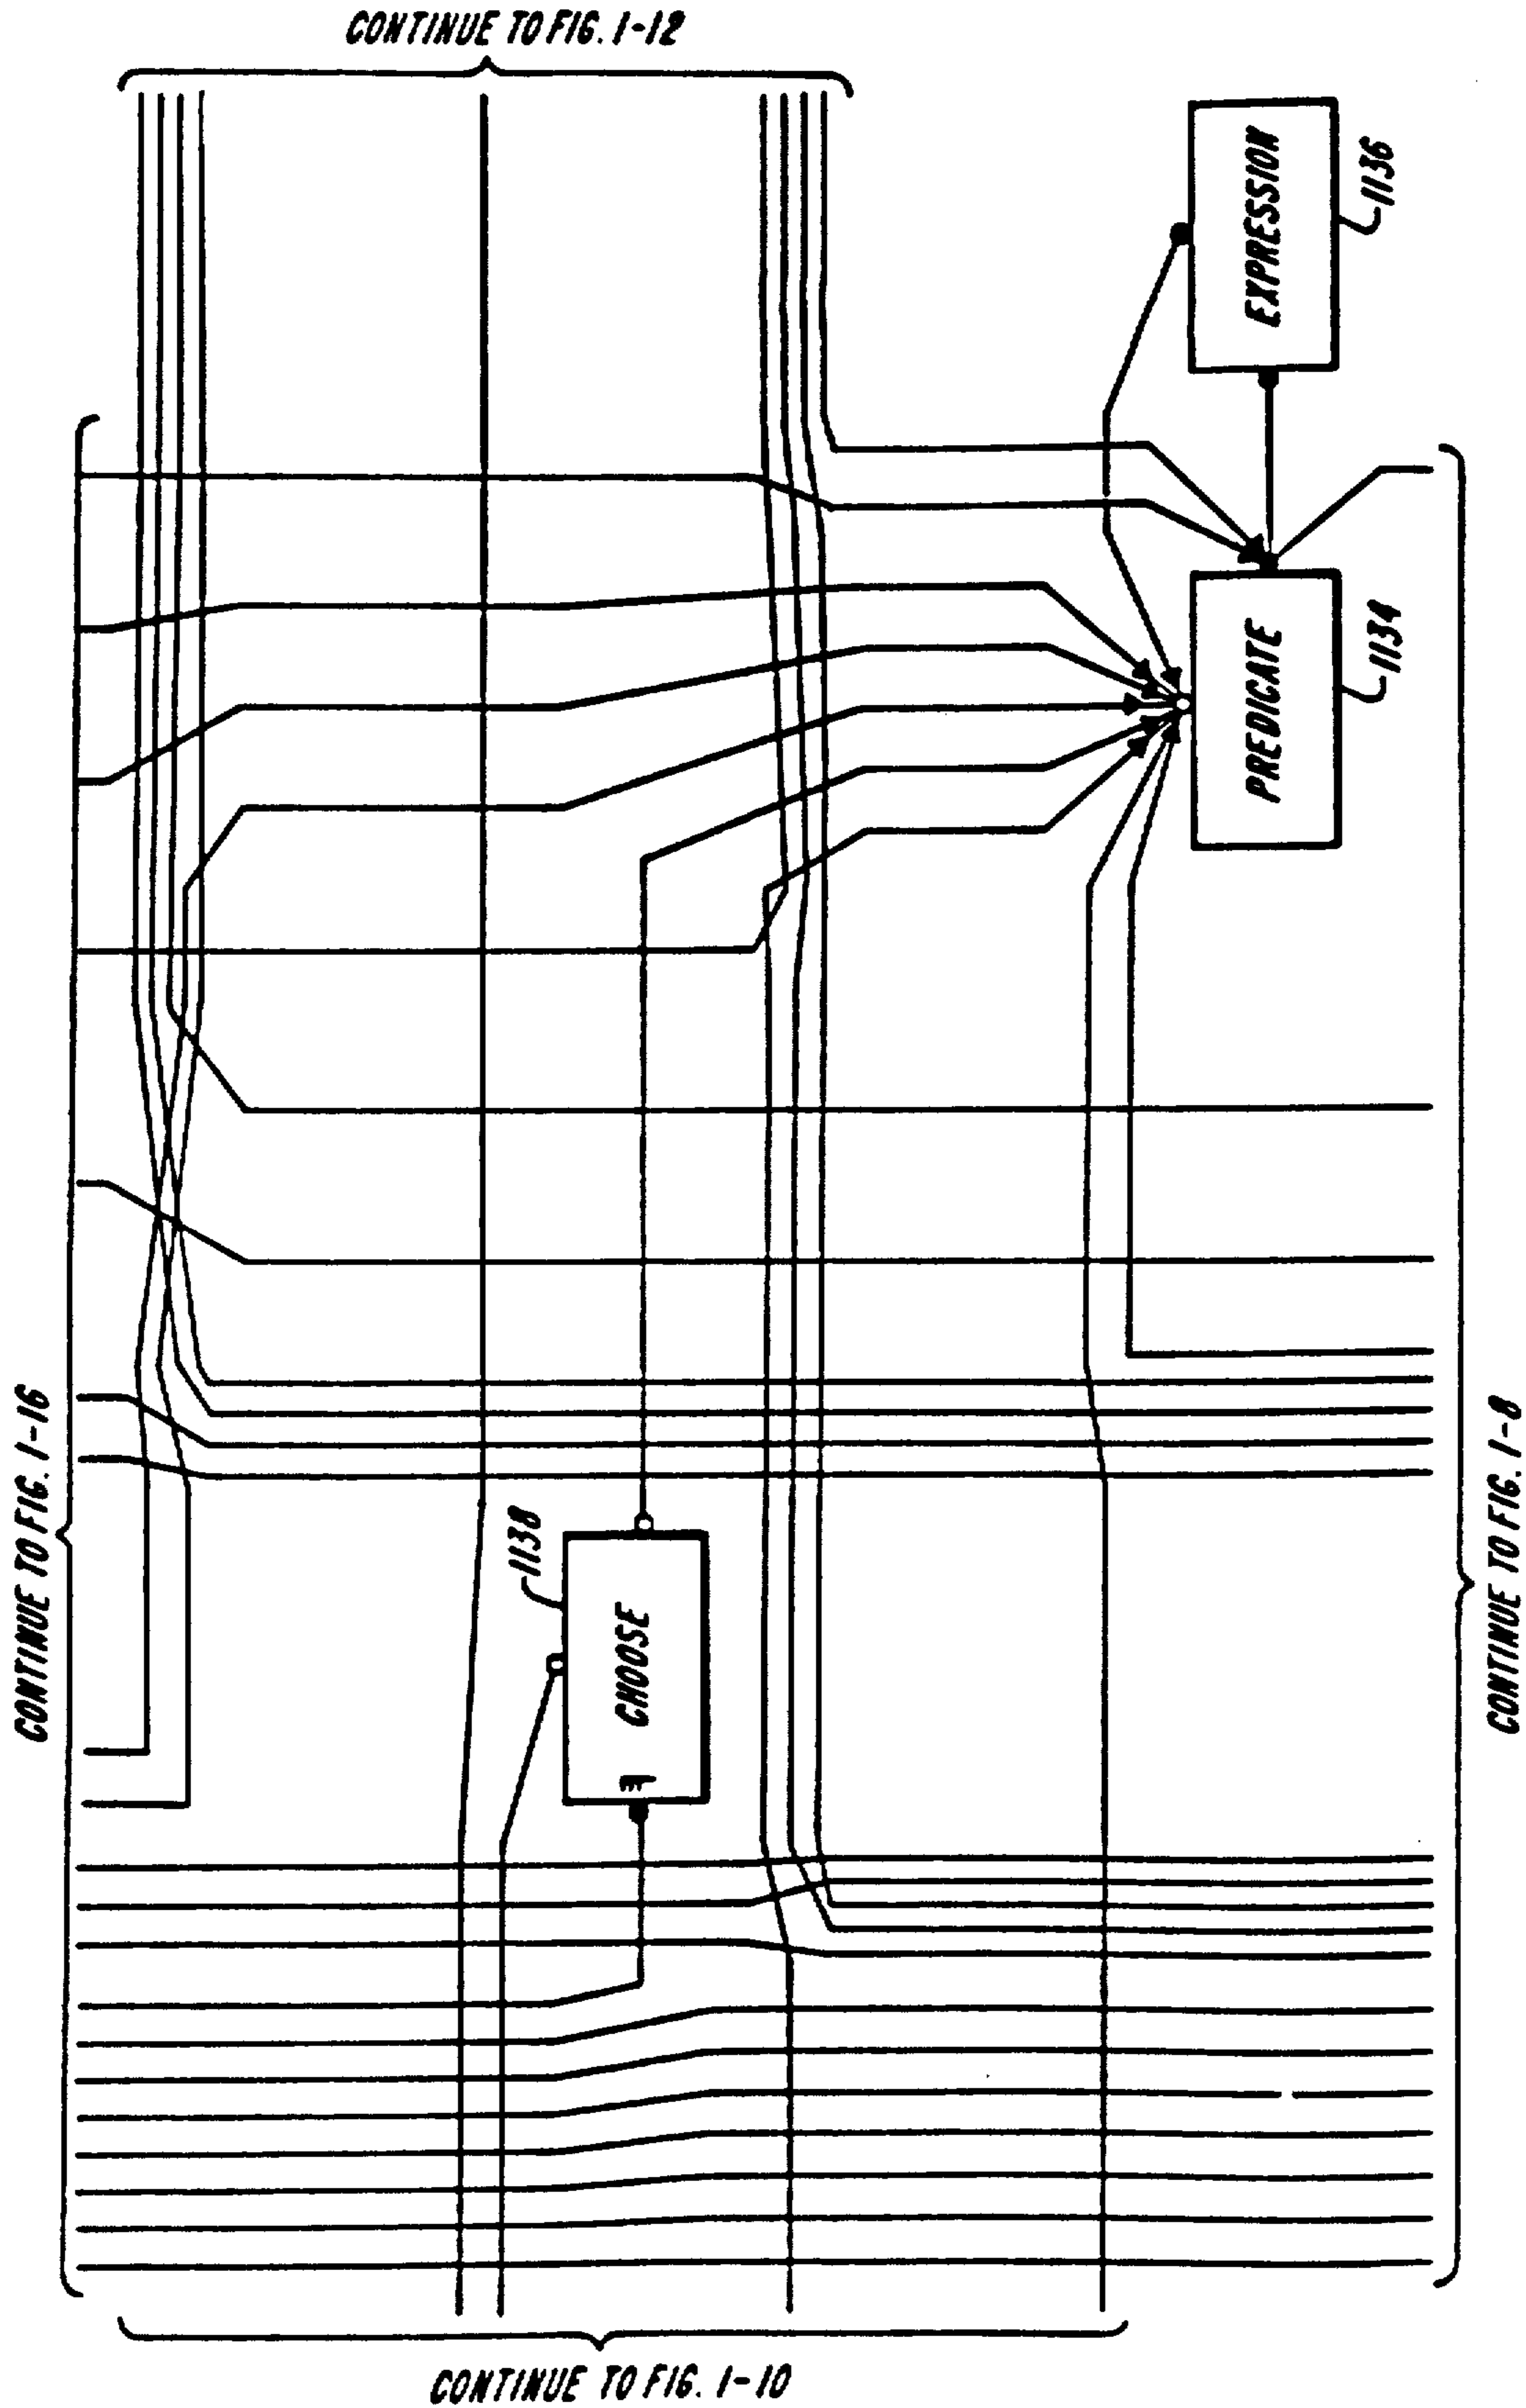 CONTINUE TO FIG. 1-12
EXPRESSION
1136
PREDICATE
1134
CONTINUE TO FIG. 1-16
1138
CHOOSE
CONTINUE TO FIG. 1-8
CONTINUE TO FIG. 1-10